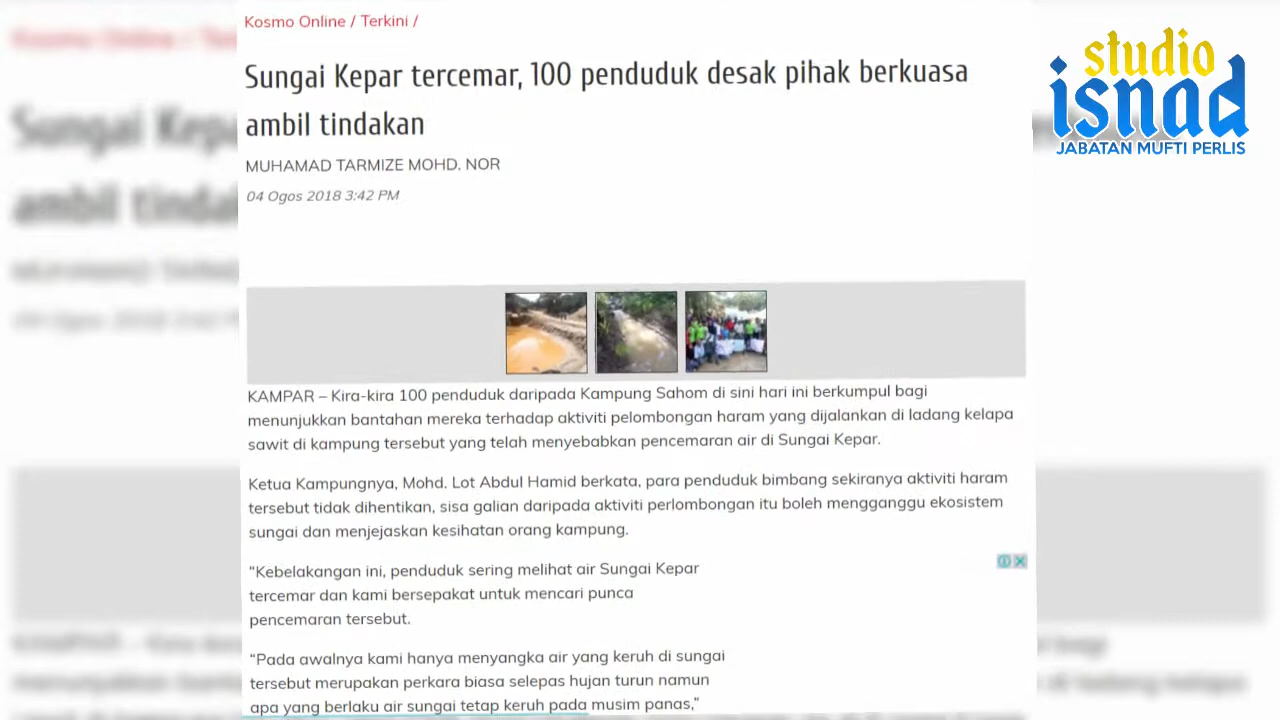 Kosmo Online / Terkini /
studio
isnad
JABATAN MUFTI PERLIS
Sungai Kepar tercemar, 100 penduduk desak pihak berkuasa
ambil tindakan
MUHAMAD TARMIZE MOHD. NOR
04 Ogos 2018 3:42 PM
KAMPAR – Kira-kira 100 penduduk daripada Kampung Sahom di sini hari ini berkumpul bagi
menunjukkan bantahan mereka terhadap aktiviti pelombongan haram yang dijalankan di ladang kelapa
sawit di kampung tersebut yang telah menyebabkan pencemaran air di Sungai Kepar.
Ketua Kampungnya, Mohd. Lot Abdul Hamid berkata, para penduduk bimbang sekiranya aktiviti haram
tersebut tidak dihentikan, sisa galian daripada aktiviti perlombongan itu boleh mengganggu ekosistem
sungai dan menjejaskan kesihatan orang kampung.
"Kebelakangan ini, penduduk sering melihat air Sungai Kepar
tercemar dan kami bersepakat untuk mencari punca
pencemaran tersebut.
"Pada awalnya kami hanya menyangka air yang keruh di sungai
tersebut merupakan perkara biasa selepas hujan turun namun
apa yang berlaku air sungai tetap keruh pada musim panas,"